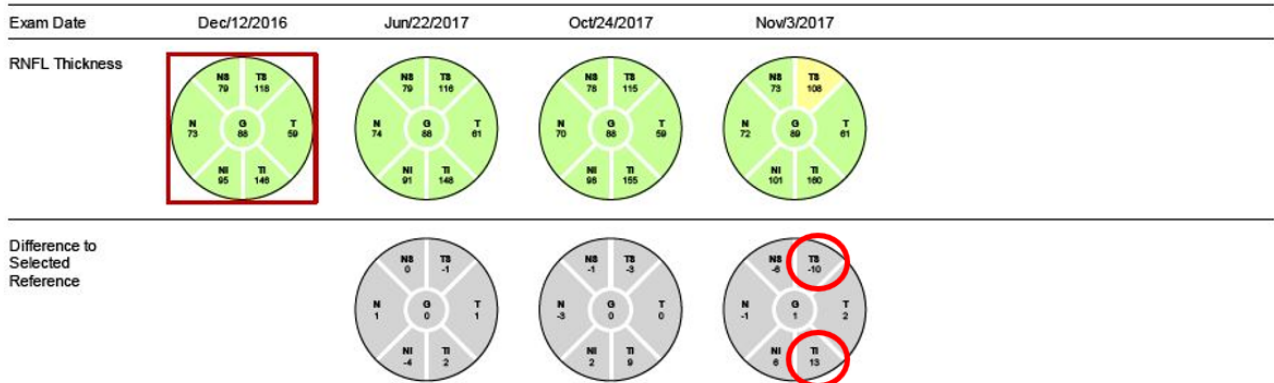 Exam Date Dec/12/2016 Jun/22/2017 Oct/24/2017 Nov/3/2017
RNFL Thickness
NS TS NS TS NS TS NS TS
79 118 79 116 78 115 73 108
N G T N G T N G T N G T
73 88 59 74 88 61 70 88 59 72 89 61
NI TI NI TI NI TI NI TI
95 146 91 148 98 155 101 160
Difference to
Selected
Reference
NS TS NS TS NS TS
0 -1 -1 -3 -6 -10
N G T N G T N G T
1 0 1 -3 0 0 -1 1 2
NI TI NI TI NI TI
-4 2 2 9 6 13